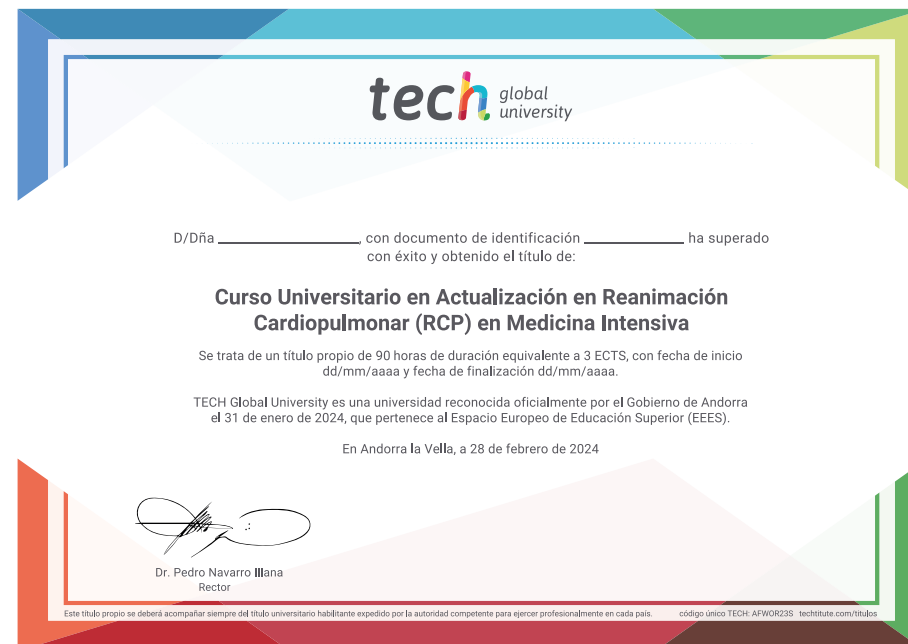 tech global university
D/Dña ______________, con documento de identificación __________ ha superado
con éxito y obtenido el título de:
Curso Universitario en Actualización en Reanimación
Cardiopulmonar (RCP) en Medicina Intensiva
Se trata de un título propio de 90 horas de duración equivalente a 3 ECTS, con fecha de inicio
dd/mm/aaaa y fecha de finalización dd/mm/aaaa.
TECH Global University es una universidad reconocida oficialmente por el Gobierno de Andorra
el 31 de enero de 2024, que pertenece al Espacio Europeo de Educación Superior (EEES).
En Andorra la Vella, a 28 de febrero de 2024
Dr. Pedro Navarro Illana
Rector
Este título propio se deberá acompañar siempre del título universitario habilitante expedido por la autoridad competente para ejercer profesionalmente en cada país. código único TECH: AFWOR23S techtitute.com/titulos